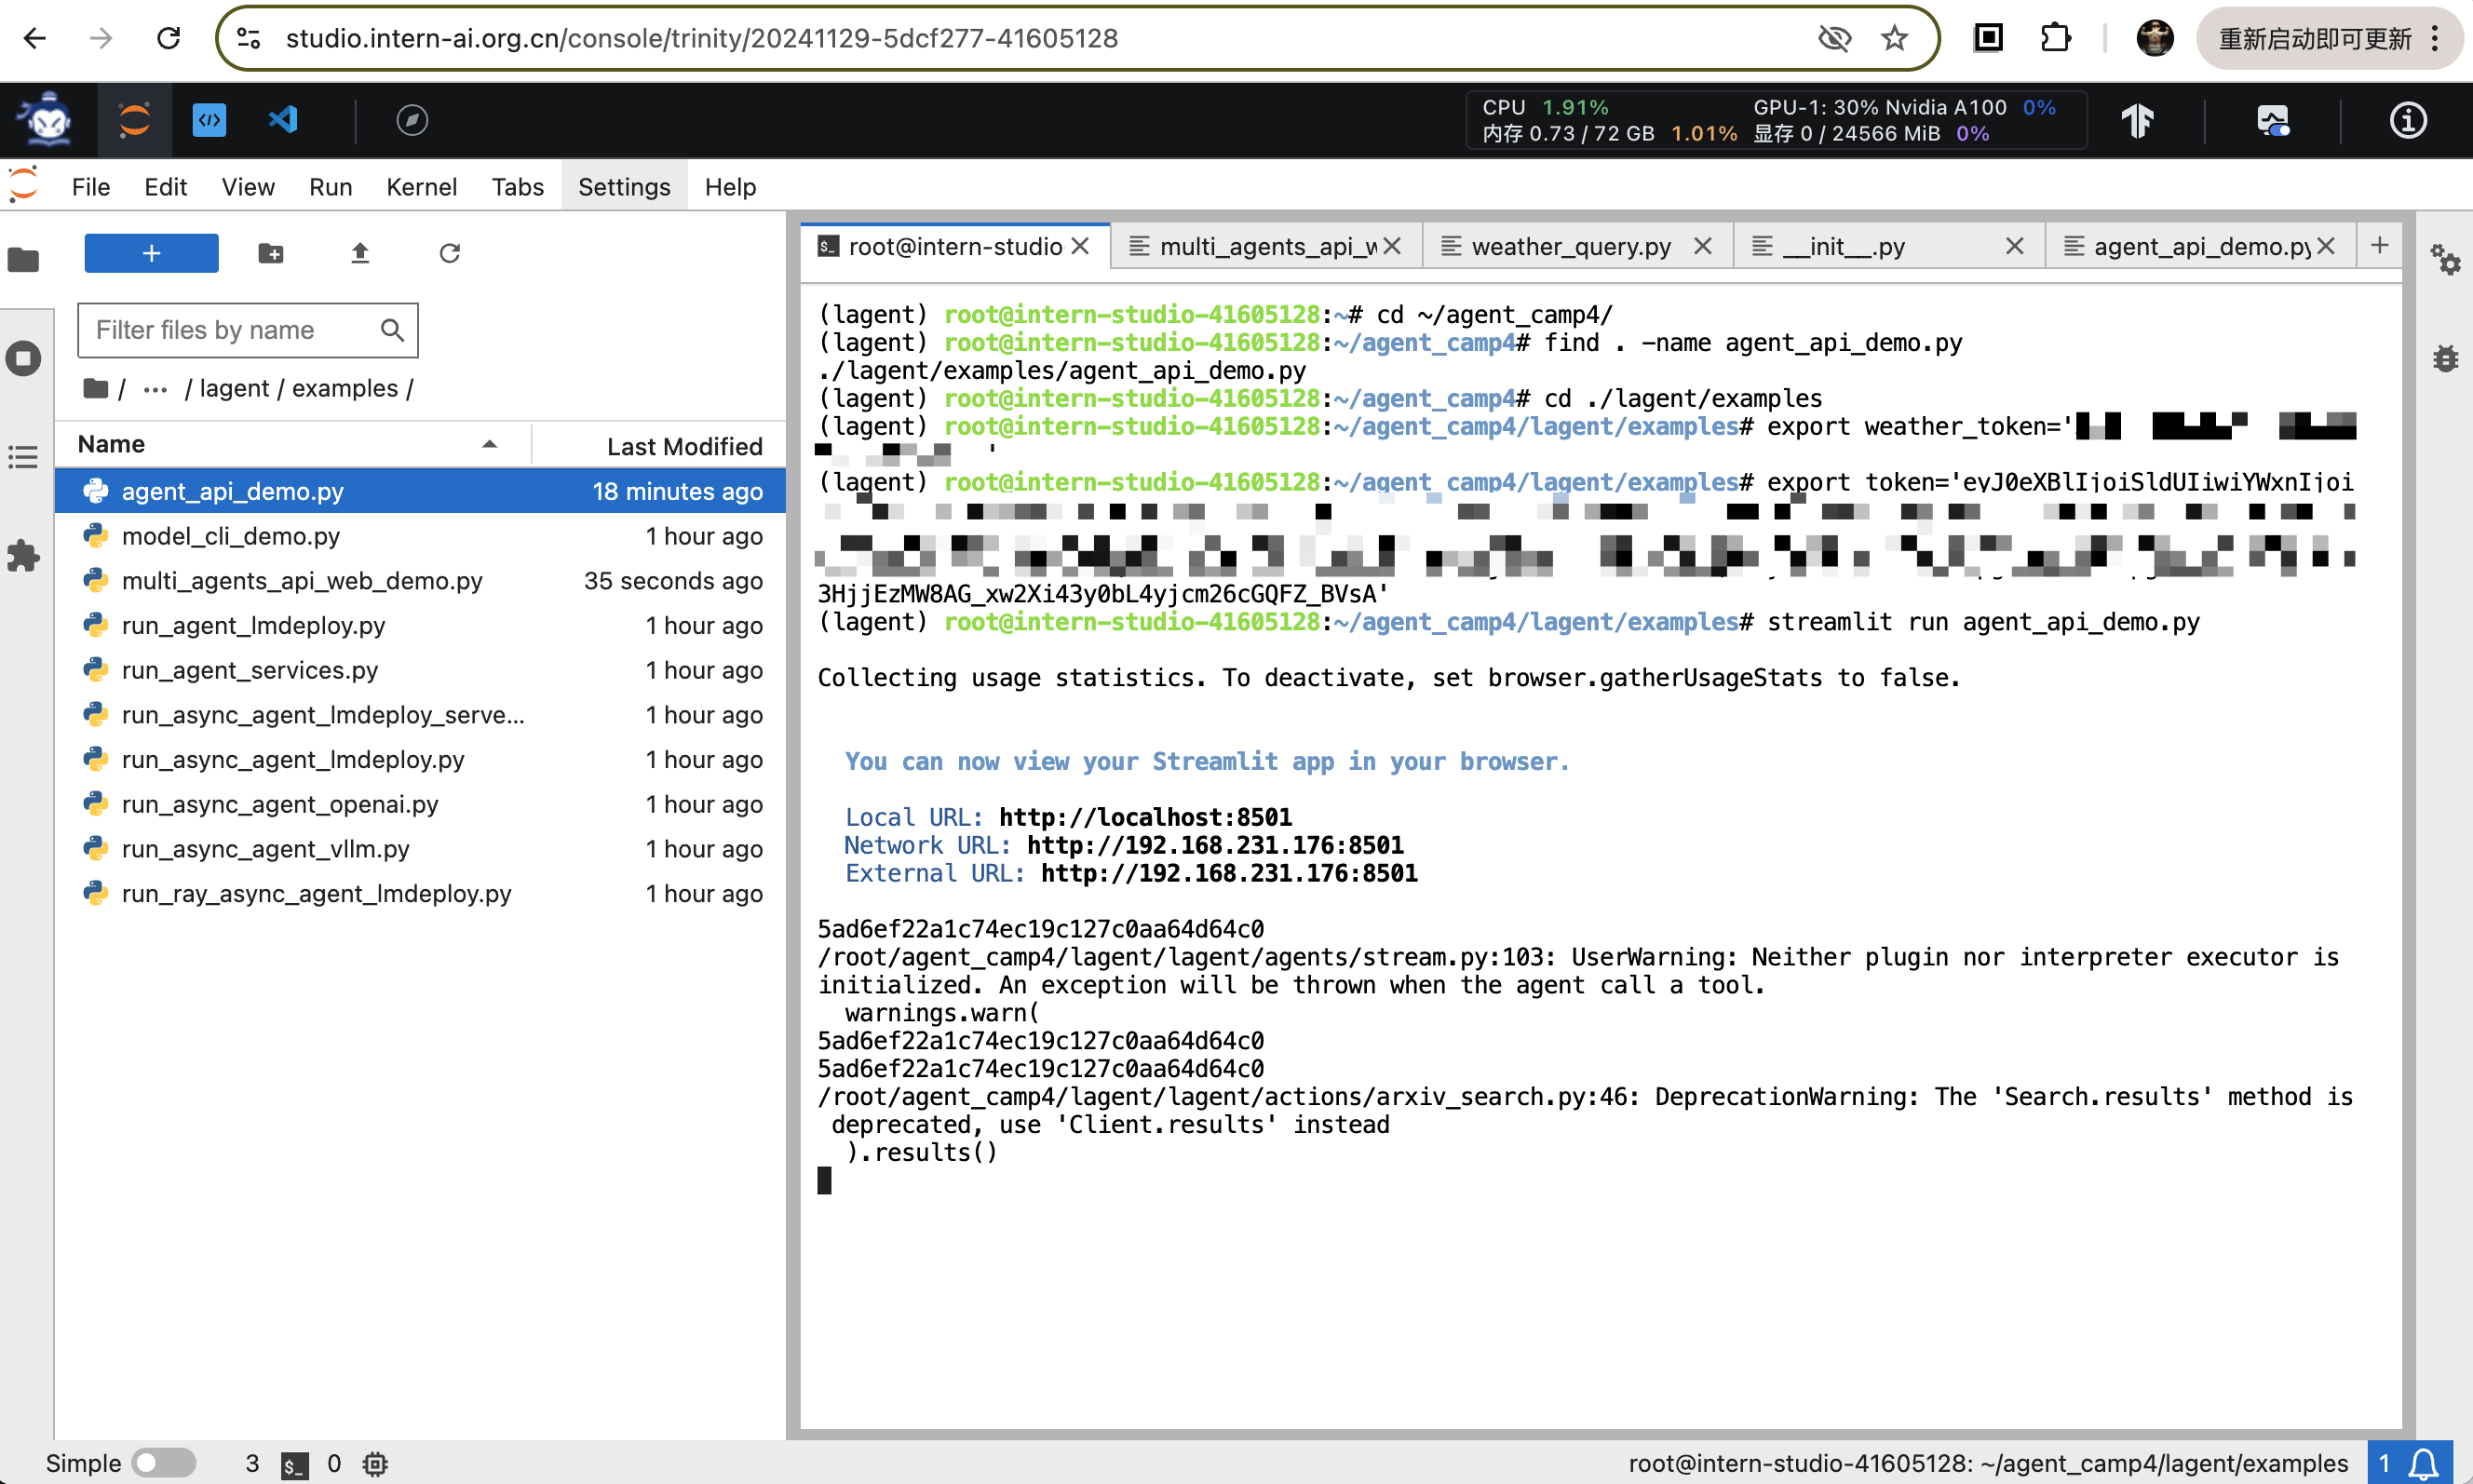 studio.intern-ai.org.cn/console/trinity/20241129-5dcf277-41605128
重新启动即可更新
CPU 1.91% GPU-1: 30% Nvidia A100 0%
内存 0.73 / 72 GB 1.01% 显存 0 / 24566 MiB 0%
File Edit View Run Kernel Tabs Settings Help
+
Filter files by name
/ ··· / lagent / examples /
Name Last Modified
agent_api_demo.py 18 minutes ago
model_cli_demo.py 1 hour ago
multi_agents_api_web_demo.py 35 seconds ago
run_agent_lmdeploy.py 1 hour ago
run_agent_services.py 1 hour ago
run_async_agent_lmdeploy_serve... 1 hour ago
run_async_agent_lmdeploy.py 1 hour ago
run_async_agent_openai.py 1 hour ago
run_async_agent_vllm.py 1 hour ago
run_ray_async_agent_lmdeploy.py 1 hour ago
root@intern-studio multi_agents_api_w weather_query.py __init__.py agent_api_demo.py
(lagent) root@intern-studio-41605128:~# cd ~/agent_camp4/
(lagent) root@intern-studio-41605128:~/agent_camp4# find . -name agent_api_demo.py
./lagent/examples/agent_api_demo.py
(lagent) root@intern-studio-41605128:~/agent_camp4# cd ./lagent/examples
(lagent) root@intern-studio-41605128:~/agent_camp4/lagent/examples# export weather_token='
'
(lagent) root@intern-studio-41605128:~/agent_camp4/lagent/examples# export token='eyJ0eXBlIjoiSldUIiwiYWxnIjoi
3HjjEzMW8AG_xw2Xi43y0bL4yjcm26cGQFZ_BVsA'
(lagent) root@intern-studio-41605128:~/agent_camp4/lagent/examples# streamlit run agent_api_demo.py
Collecting usage statistics. To deactivate, set browser.gatherUsageStats to false.
You can now view your Streamlit app in your browser.
Local URL: http://localhost:8501
Network URL: http://192.168.231.176:8501
External URL: http://192.168.231.176:8501
5ad6ef22a1c74ec19c127c0aa64d64c0
/root/agent_camp4/lagent/lagent/agents/stream.py:103: UserWarning: Neither plugin nor interpreter executor is
initialized. An exception will be thrown when the agent call a tool.
warnings.warn(
5ad6ef22a1c74ec19c127c0aa64d64c0
5ad6ef22a1c74ec19c127c0aa64d64c0
/root/agent_camp4/lagent/lagent/actions/arxiv_search.py:46: DeprecationWarning: The 'Search.results' method is
deprecated, use 'Client.results' instead
).results()
Simple 3 $_ 0 root@intern-studio-41605128: ~/agent_camp4/lagent/examples 1